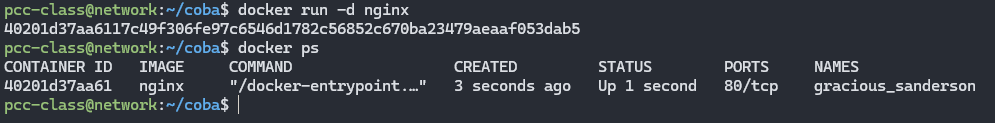 pcc-class@network:~/coba$ docker run -d nginx
40201d37aa6117c49f306fe97c6546d1782c56852c670ba23479aeaaf053dab5
pcc-class@network:~/coba$ docker ps
CONTAINER ID   IMAGE     COMMAND                  CREATED         STATUS        PORTS     NAMES
40201d37aa61   nginx     "/docker-entrypoint.…"   3 seconds ago   Up 1 second   80/tcp    gracious_sanderson
pcc-class@network:~/coba$